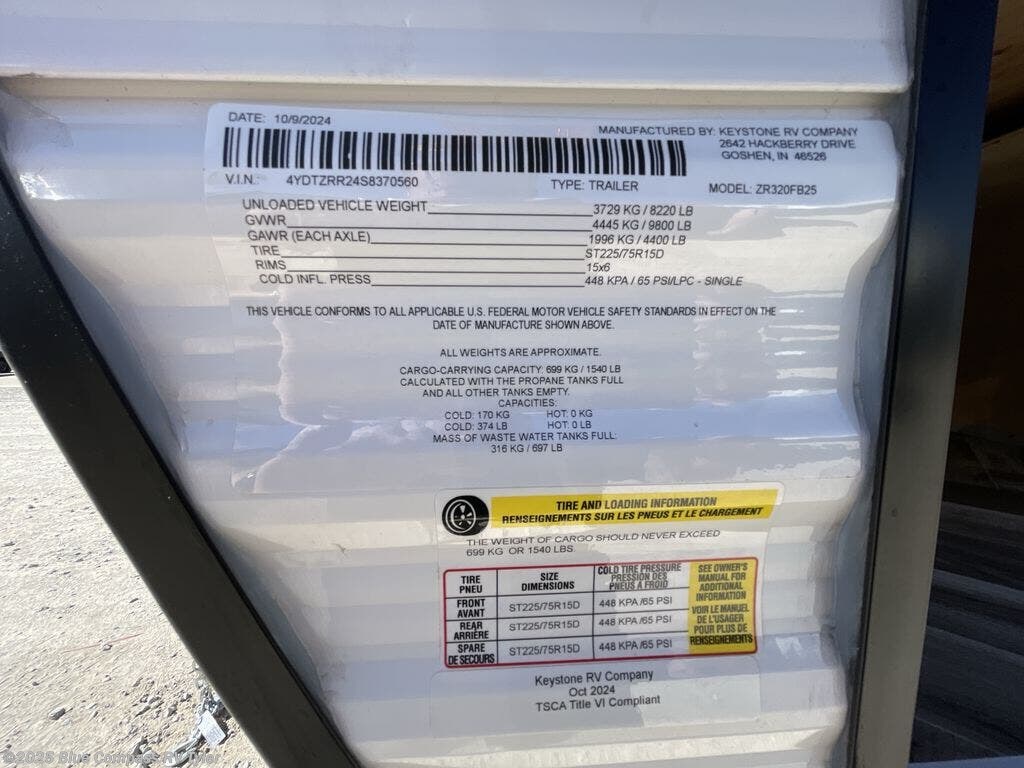 DATE: 10/9/2024
MANUFACTURED BY: KEYSTONE RV COMPANY
2642 HACKBERRY DRIVE
GOSHEN, IN 46526
V.I.N.: 4YDTZRR24S8370560 TYPE: TRAILER MODEL: ZR320FB25
UNLOADED VEHICLE WEIGHT 3729 KG / 8220 LB
GVWR 4445 KG / 9800 LB
GAWR (EACH AXLE) 1996 KG / 4400 LB
TIRE ST225/75R15D
RIMS 15x6
COLD INFL. PRESS 448 KPA / 65 PSI/LPC - SINGLE
THIS VEHICLE CONFORMS TO ALL APPLICABLE U.S. FEDERAL MOTOR VEHICLE SAFETY STANDARDS IN EFFECT ON THE
DATE OF MANUFACTURE SHOWN ABOVE.
ALL WEIGHTS ARE APPROXIMATE.
CARGO-CARRYING CAPACITY: 699 KG / 1540 LB
CALCULATED WITH THE PROPANE TANKS FULL
AND ALL OTHER TANKS EMPTY.
CAPACITIES:
COLD: 170 KG HOT: 0 KG
COLD: 374 LB HOT: 0 LB
MASS OF WASTE WATER TANKS FULL:
316 KG / 697 LB
TIRE AND LOADING INFORMATION
RENSEIGNEMENTS SUR LES PNEUS ET LE CHARGEMENT
THE WEIGHT OF CARGO SHOULD NEVER EXCEED
699 KG OR 1540 LBS.
TIRE
PNEU
SIZE
DIMENSIONS
COLD TIRE PRESSURE
PRESSION DES
PNEUS A FROID
FRONT
AVANT
ST225/75R15D
448 KPA /65 PSI
REAR
ARRIÈRE
ST225/75R15D
448 KPA /65 PSI
SPARE
DE SECOURS
ST225/75R15D
448 KPA /65 PSI
SEE OWNER'S
MANUAL FOR
ADDITIONAL
INFORMATION
VOIR LE MANUEL
DE L'USAGER
POUR PLUS DE
RENSEIGNEMENTS
Keystone RV Company
Oct 2024
TSCA Title VI Compliant
©2025 Blue Compass RV Tyler